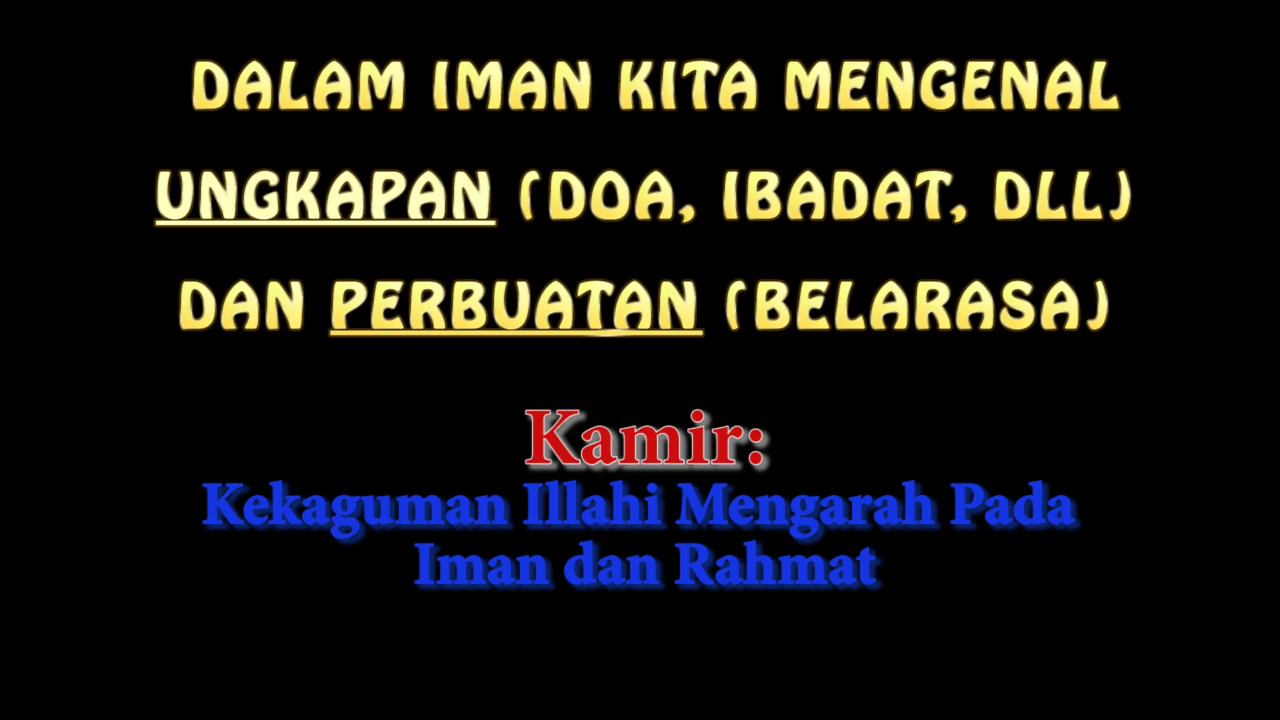 DALAM IMAN KITA MENGENAL
UNGKAPAN (DOA, IBADAT, DLL)
DAN PERBUATAN (BELARASA)
Kamir:
Kekaguman Illahi Mengarah Pada
Iman dan Rahmat